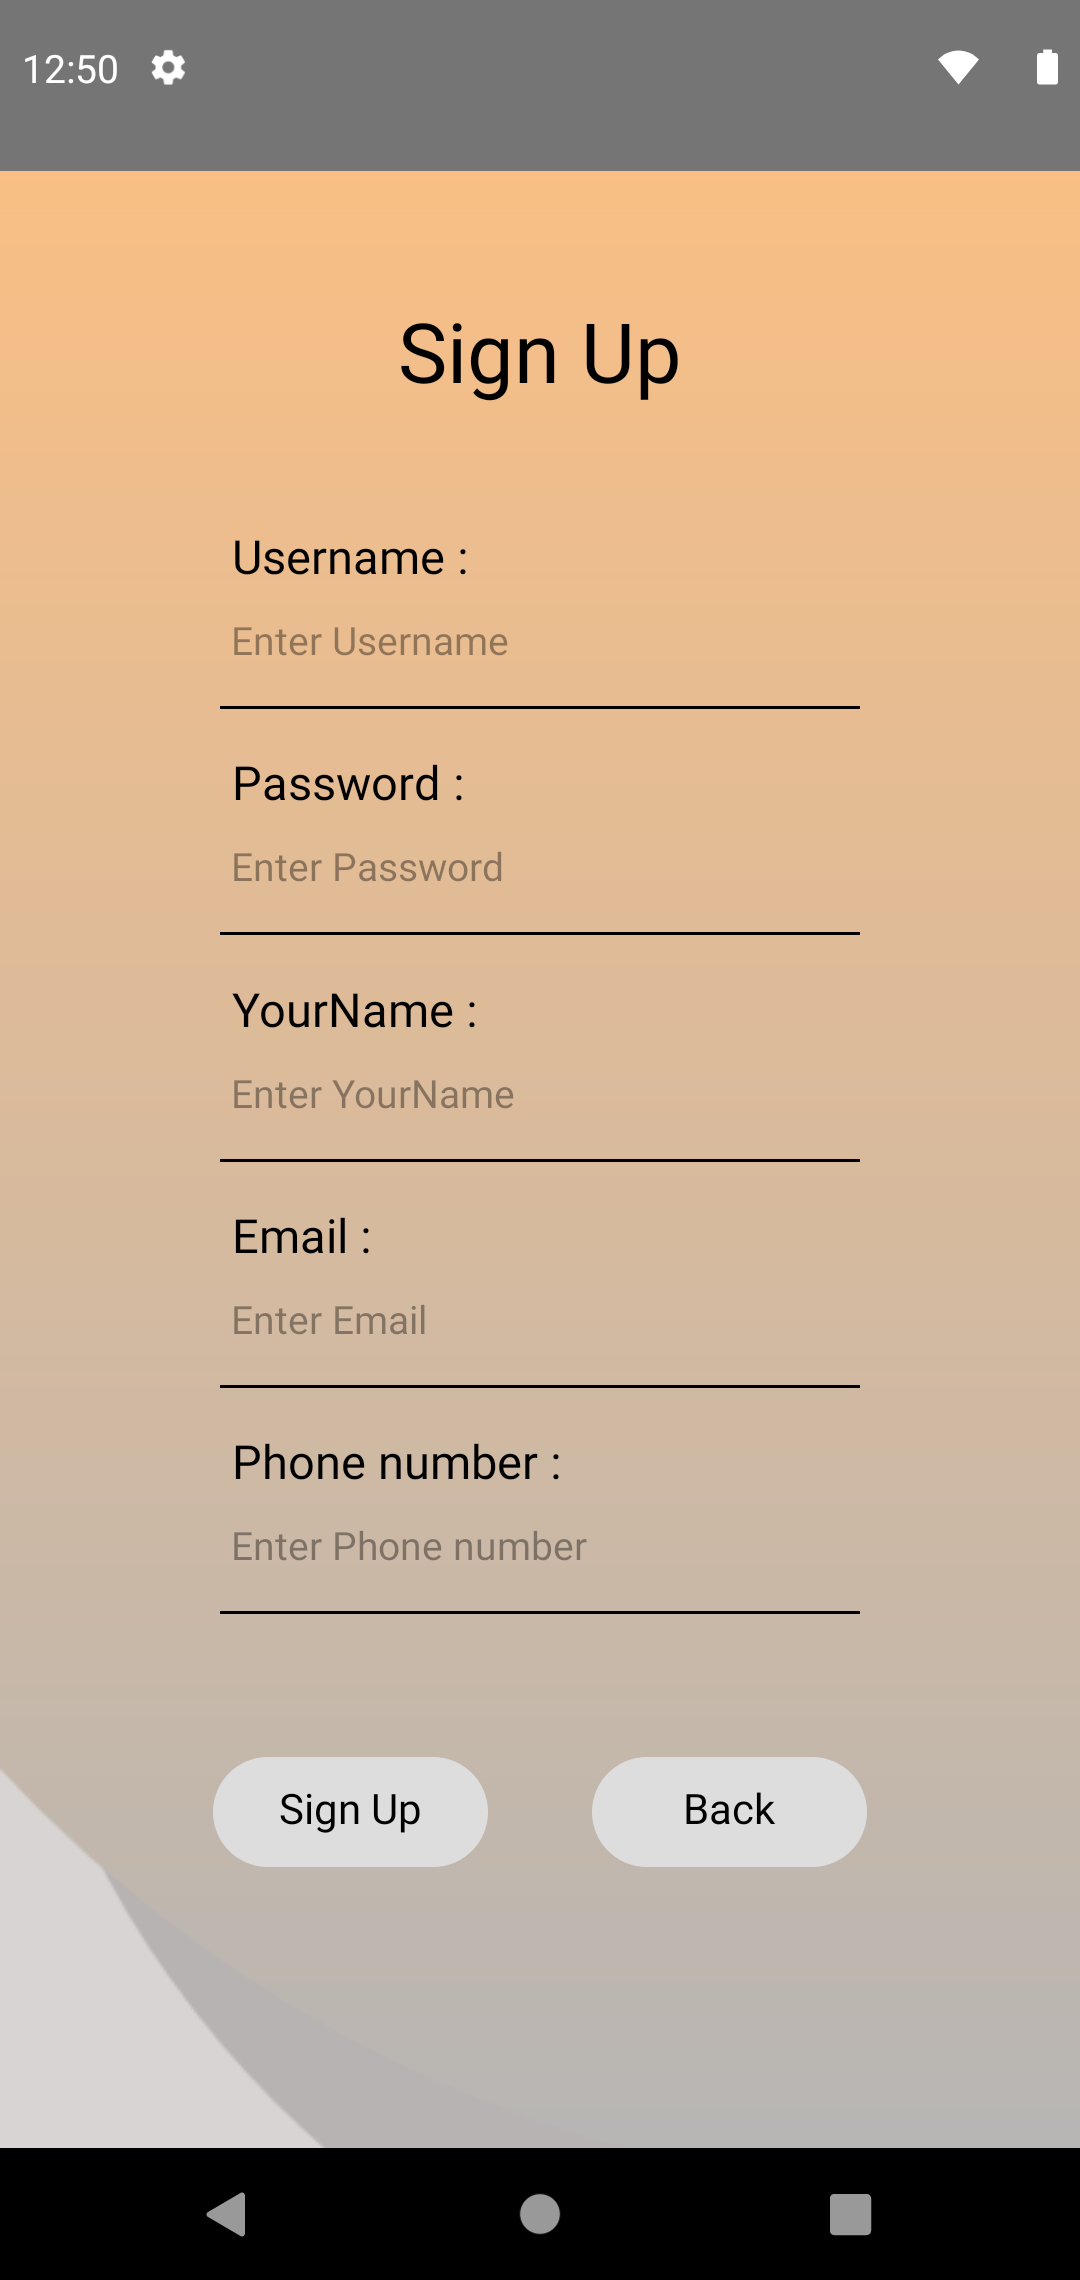 12:50
Sign Up
Username :
Enter Username
Password :
Enter Password
YourName :
Enter YourName
Email :
Enter Email
Phone number :
Enter Phone number
Sign Up
Back